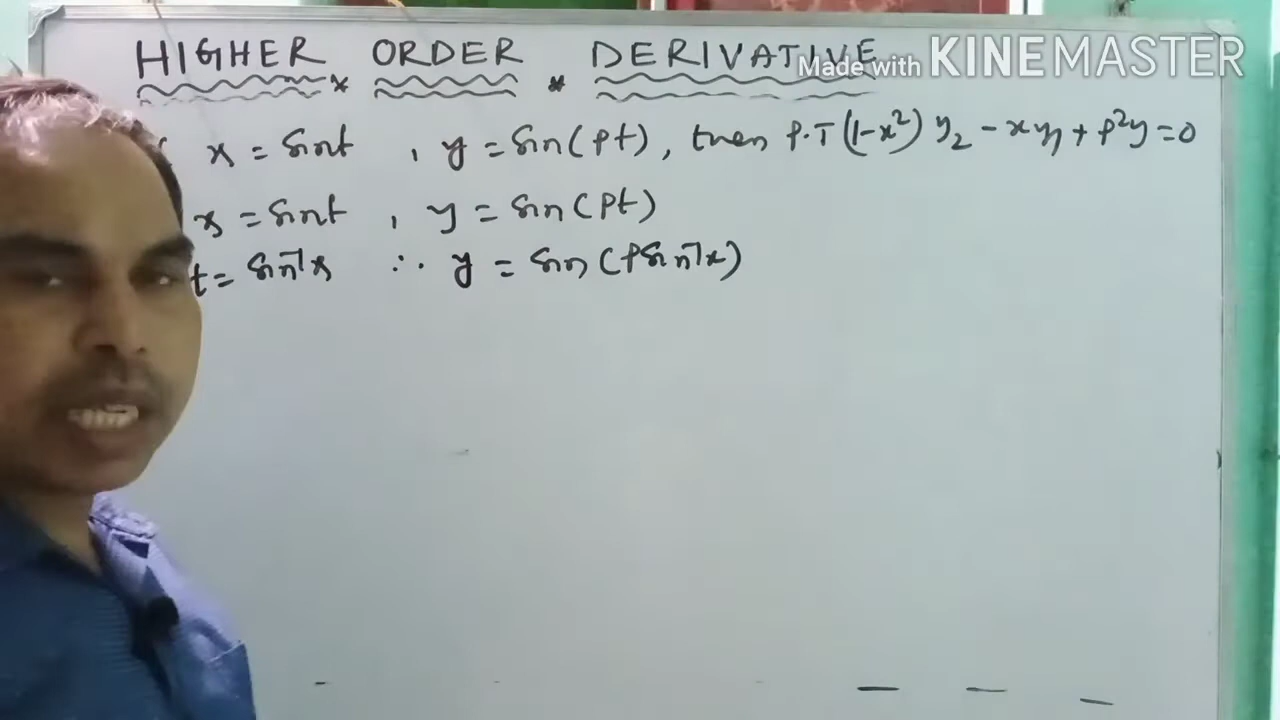 HIGHER ORDER DERIVATIVE
Made with KINEMASTER
x = sint , y = sin(pt), then P.T (1-x²) y₂ - xy₁ + p²y = 0
x = sint , y = sin(pt)
t = sin⁻¹x ∴ y = sin(psin⁻¹x)